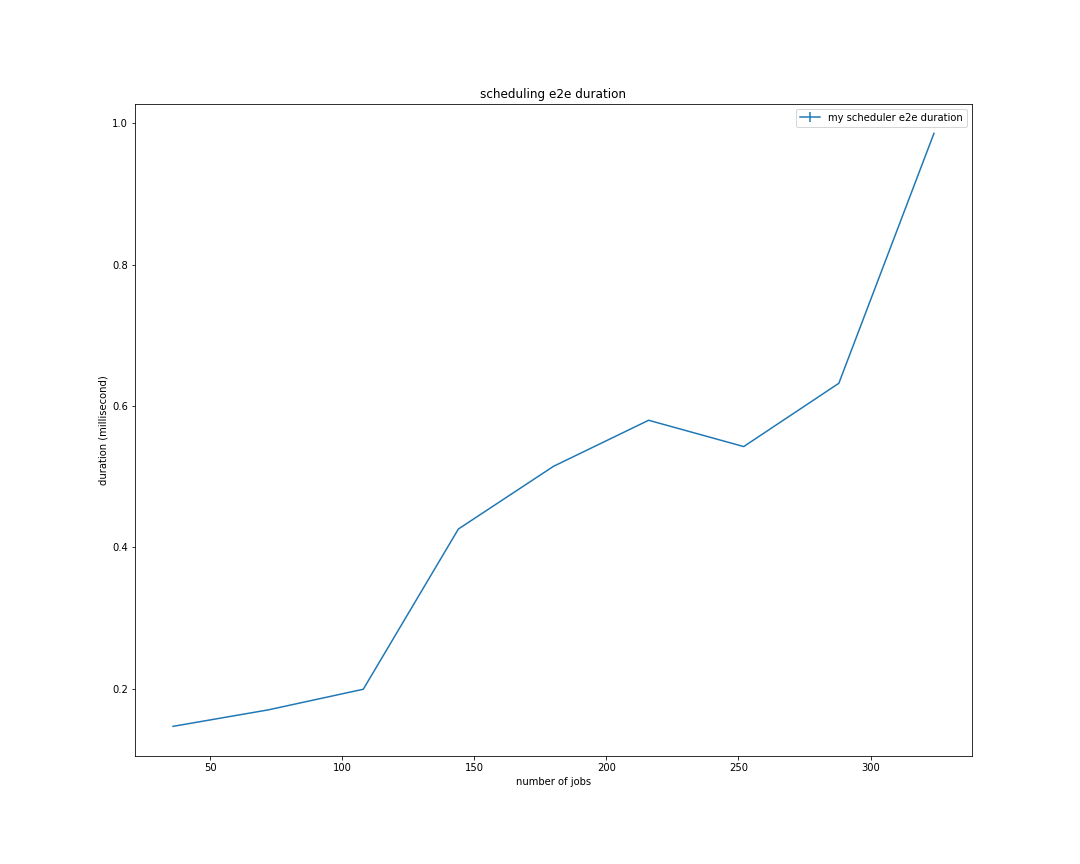 scheduling e2e duration
my scheduler e2e duration
1.0
0.8
0.6
0.4
0.2
duration (millisecond)
50 100 150 200 250 300
number of jobs